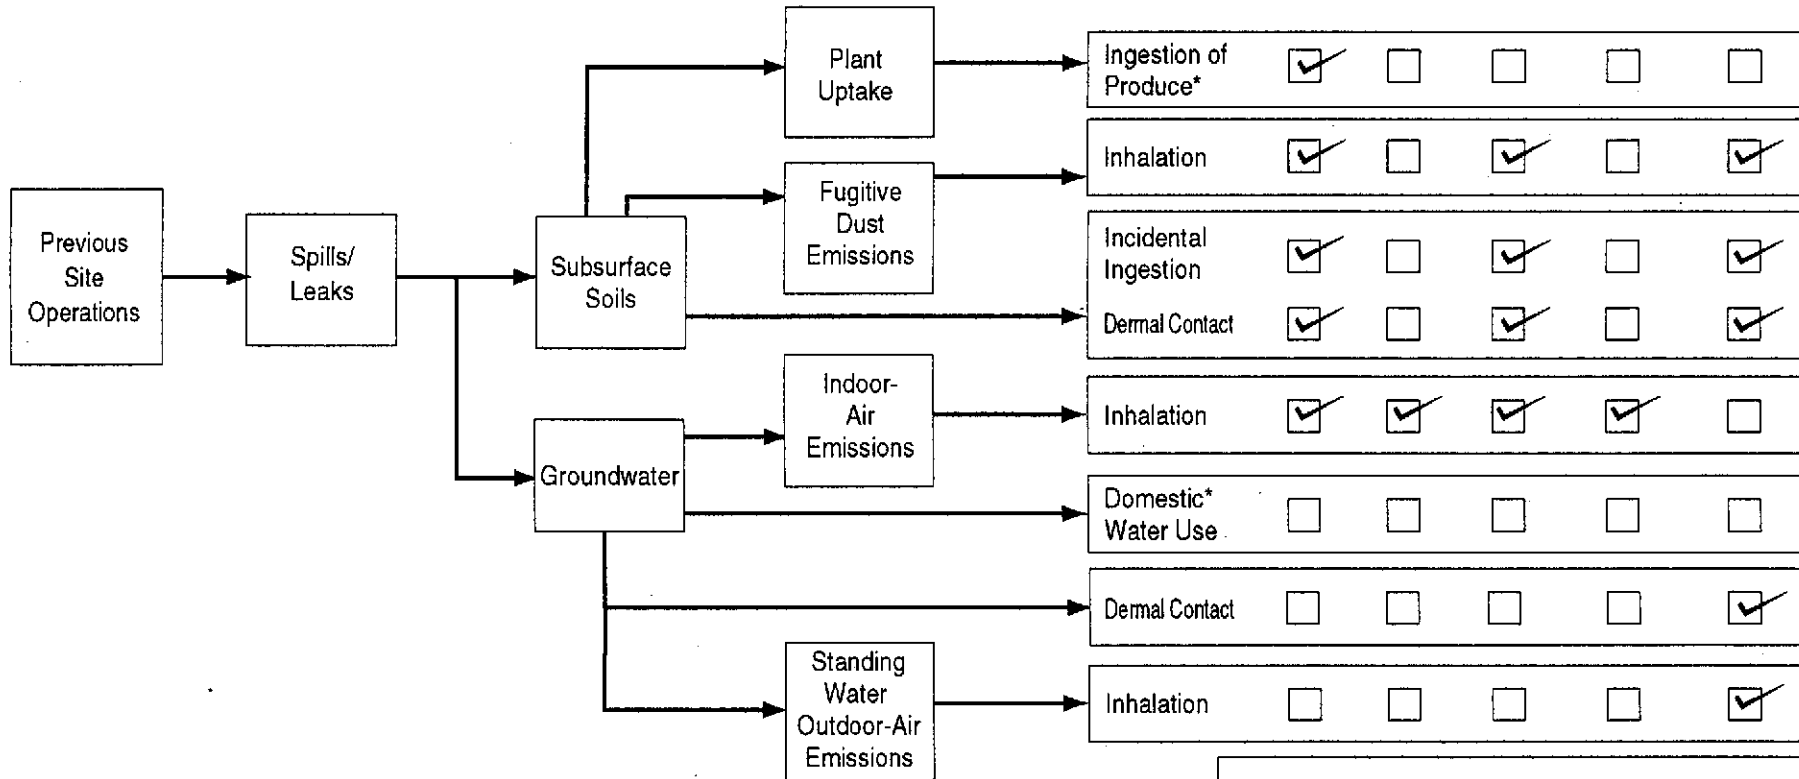 Previous
Site
Operations
Spills/
Leaks
Subsurface
Soils
Groundwater
Plant
Uptake
Fugitive
Dust
Emissions
Indoor-
Air
Emissions
Standing
Water
Outdoor-Air
Emissions
Ingestion of
Produce*
Inhalation
Incidental
Ingestion
Dermal Contact
Inhalation
Domestic*
Water Use
Dermal Contact
Inhalation